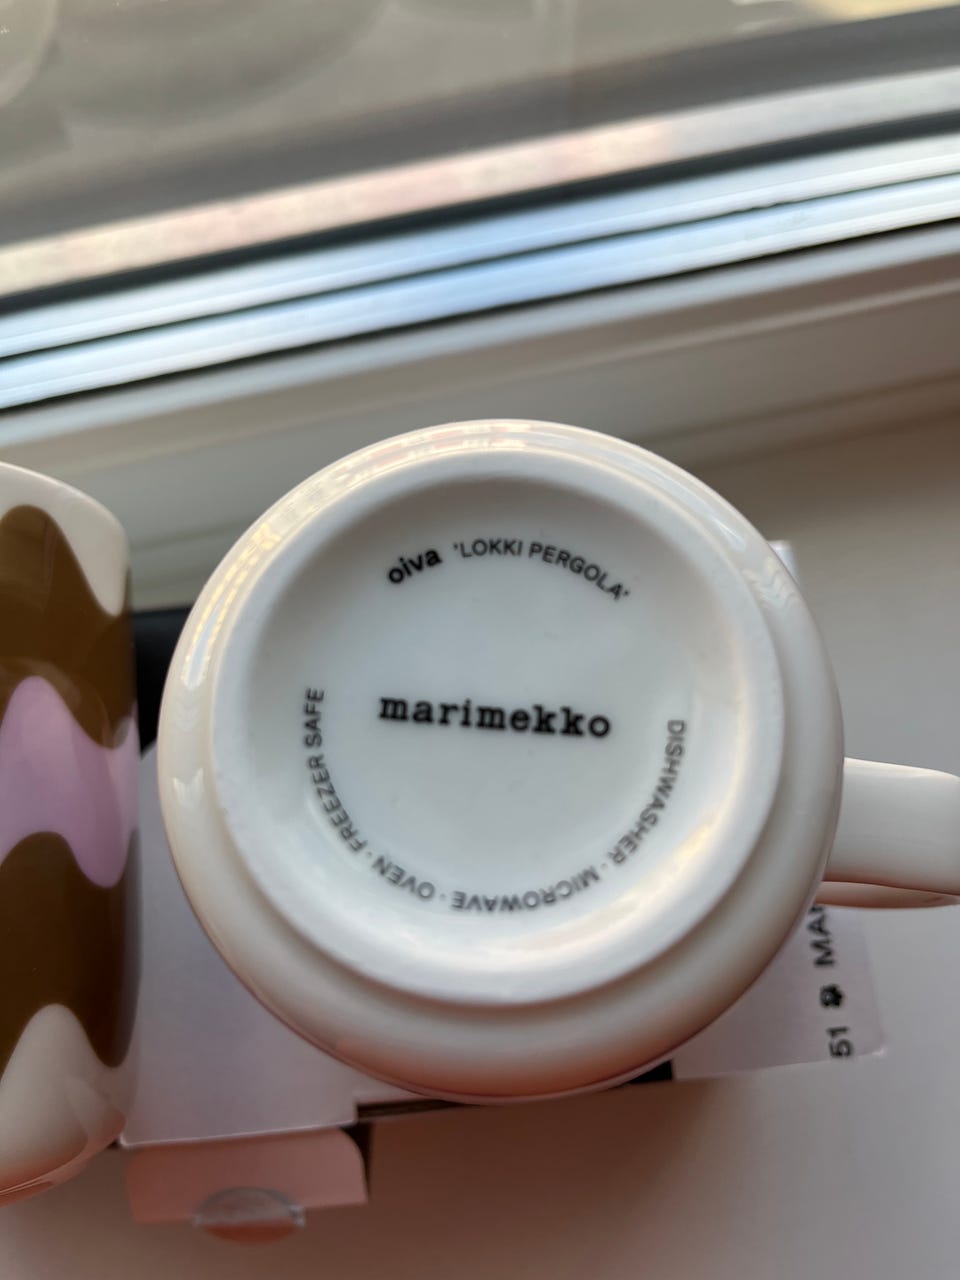 oiva 'LOKKI PERGOLA'
marimekko
DISHWASHER · MICROWAVE · OVEN · FREEZER SAFE
51